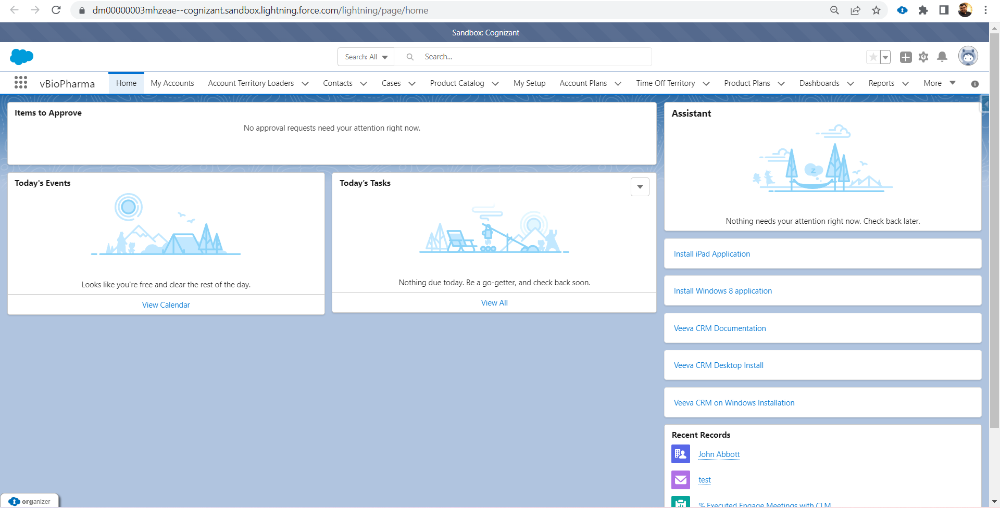 dm00000003mhzeae--cognizant.sandbox.lightning.force.com/lightning/page/home
Sandbox: Cognizant
Search: All
Search...
vBioPharma
Home
My Accounts
Account Territory Loaders
Contacts
Cases
Product Catalog
My Setup
Account Plans
Time Off Territory
Product Plans
Dashboards
Reports
More
Items to Approve
No approval requests need your attention right now.
Today's Events
Looks like you're free and clear the rest of the day.
View Calendar
Today’s Tasks
Nothing due today. Be a go-getter, and check back soon.
View All
Assistant
z
Nothing needs your attention right now. Check back later.
Install iPad Application
Install Windows 8 application
Veeva CRM Documentation
Veeva CRM Desktop Install
Veeva CRM on Windows Installation
Recent Records
John Abbott
test
% Executed Engage Meetings with CLM
organizer